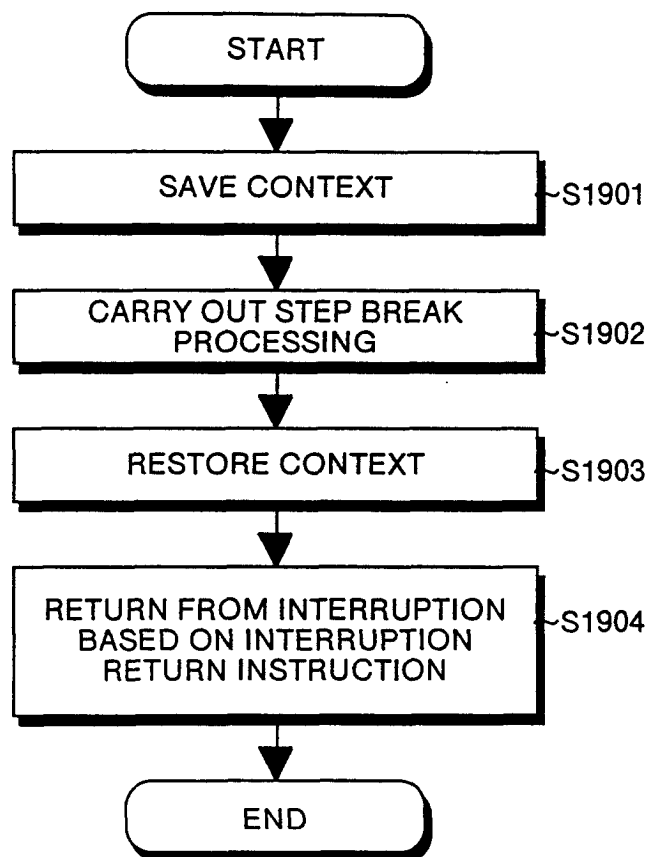 START
SAVE CONTEXT
S1901
CARRY OUT STEP BREAK
PROCESSING
S1902
RESTORE CONTEXT
S1903
RETURN FROM INTERRUPTION
BASED ON INTERRUPTION
RETURN INSTRUCTION
S1904
END